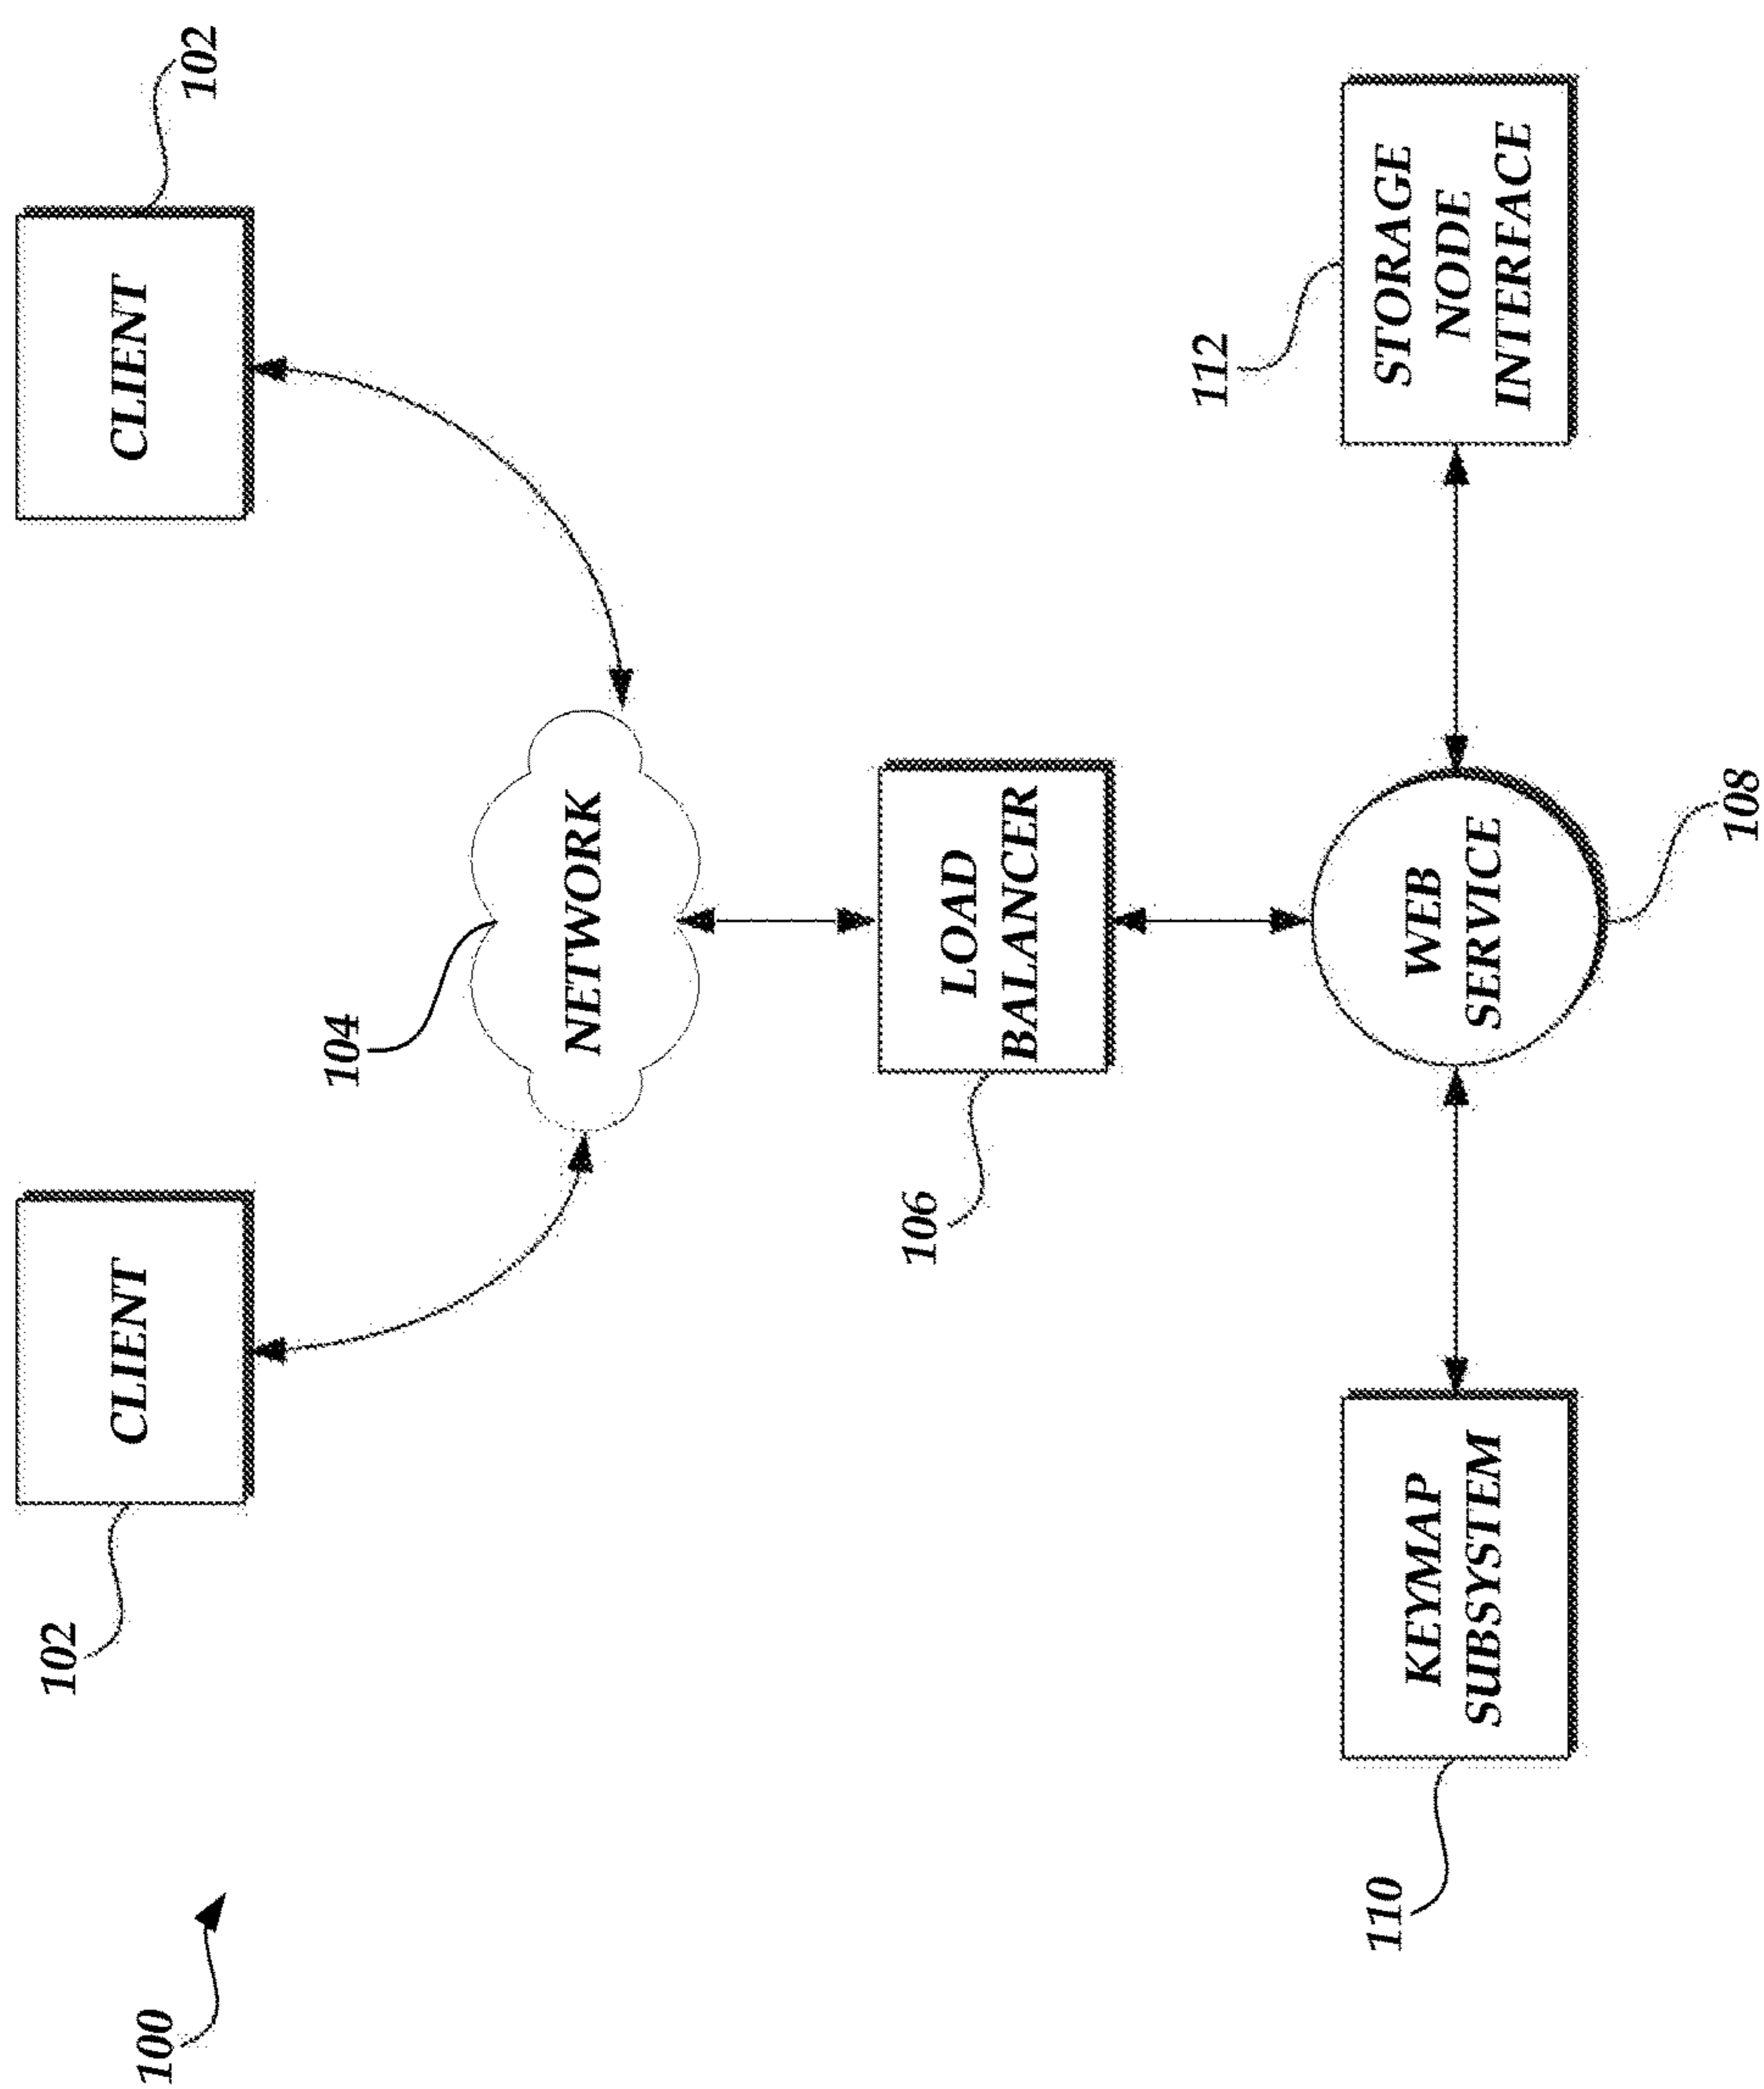 100
102
CLIENT
CLIENT
102
104
NETWORK
106
LOAD
BALANCER
112
110
KEYMAP
SUBSYSTEM
WEB
SERVICE
STORAGE
NODE
INTERFACE
108